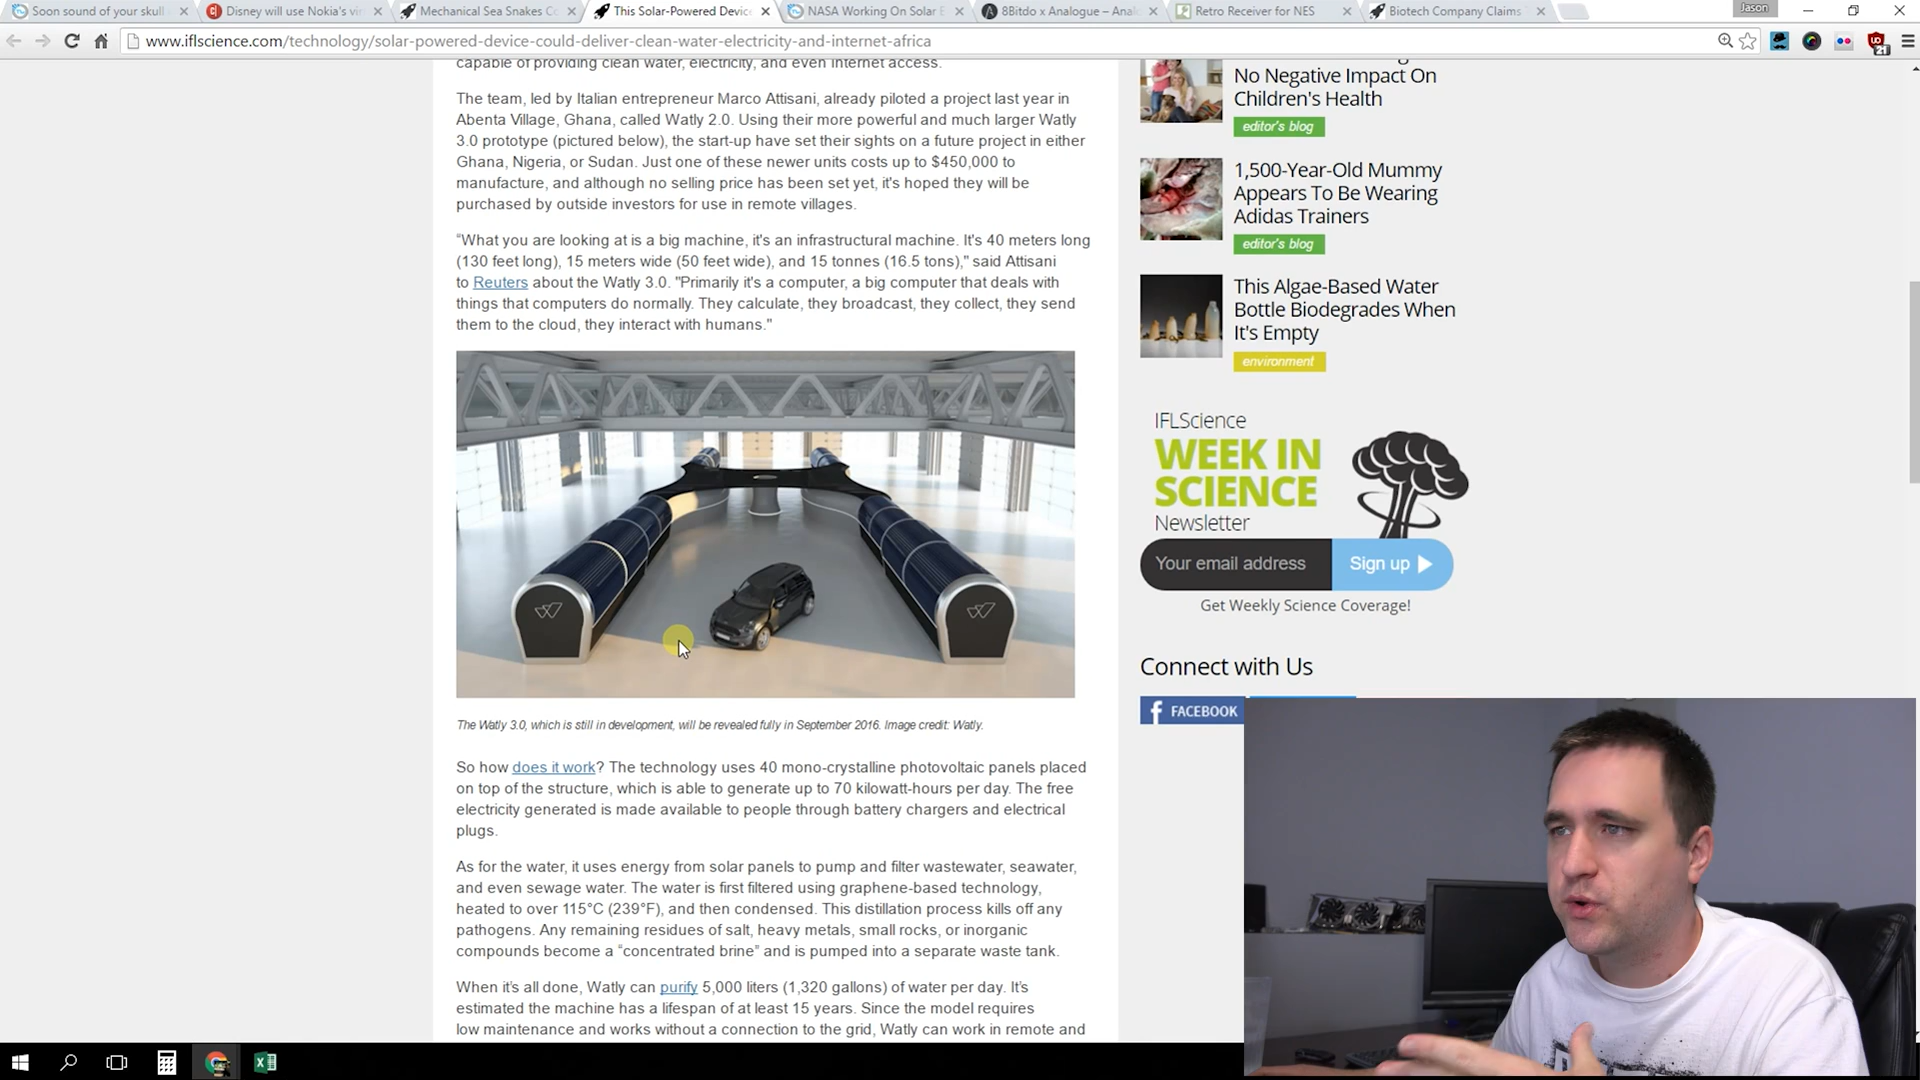 Soon sound of your skull
Disney will use Nokia's vir
Mechanical Sea Snakes Co
This Solar-Powered Device
NASA Working On Solar E
8Bitdo x Analogue – Anal
Retro Receiver for NES
Biotech Company Claims
Jason
www.iflscience.com/technology/solar-powered-device-could-deliver-clean-water-electricity-and-internet-africa
capable of providing clean water, electricity, and even internet access.
The team, led by Italian entrepreneur Marco Attisani, already piloted a project last year in
Abenta Village, Ghana, called Watly 2.0. Using their more powerful and much larger Watly
3.0 prototype (pictured below), the start-up have set their sights on a future project in either
Ghana, Nigeria, or Sudan. Just one of these newer units costs up to $450,000 to
manufacture, and although no selling price has been set yet, it's hoped they will be
purchased by outside investors for use in remote villages.
“What you are looking at is a big machine, it's an infrastructural machine. It's 40 meters long
(130 feet long), 15 meters wide (50 feet wide), and 15 tonnes (16.5 tons)," said Attisani
to Reuters about the Watly 3.0. "Primarily it's a computer, a big computer that deals with
things that computers do normally. They calculate, they broadcast, they collect, they send
them to the cloud, they interact with humans."
The Watly 3.0, which is still in development, will be revealed fully in September 2016. Image credit: Watly.
So how does it work? The technology uses 40 mono-crystalline photovoltaic panels placed
on top of the structure, which is able to generate up to 70 kilowatt-hours per day. The free
electricity generated is made available to people through battery chargers and electrical
plugs.
As for the water, it uses energy from solar panels to pump and filter wastewater, seawater,
and even sewage water. The water is first filtered using graphene-based technology,
heated to over 115°C (239°F), and then condensed. This distillation process kills off any
pathogens. Any remaining residues of salt, heavy metals, small rocks, or inorganic
compounds become a “concentrated brine” and is pumped into a separate waste tank.
When it's all done, Watly can purify 5,000 liters (1,320 gallons) of water per day. It's
estimated the machine has a lifespan of at least 15 years. Since the model requires
low maintenance and works without a connection to the grid, Watly can work in remote and
No Negative Impact On
Children's Health
editor's blog
1,500-Year-Old Mummy
Appears To Be Wearing
Adidas Trainers
editor's blog
This Algae-Based Water
Bottle Biodegrades When
It's Empty
environment
IFLScience
WEEK IN
SCIENCE
Newsletter
Your email address
Sign up
Get Weekly Science Coverage!
Connect with Us
FACEBOOK